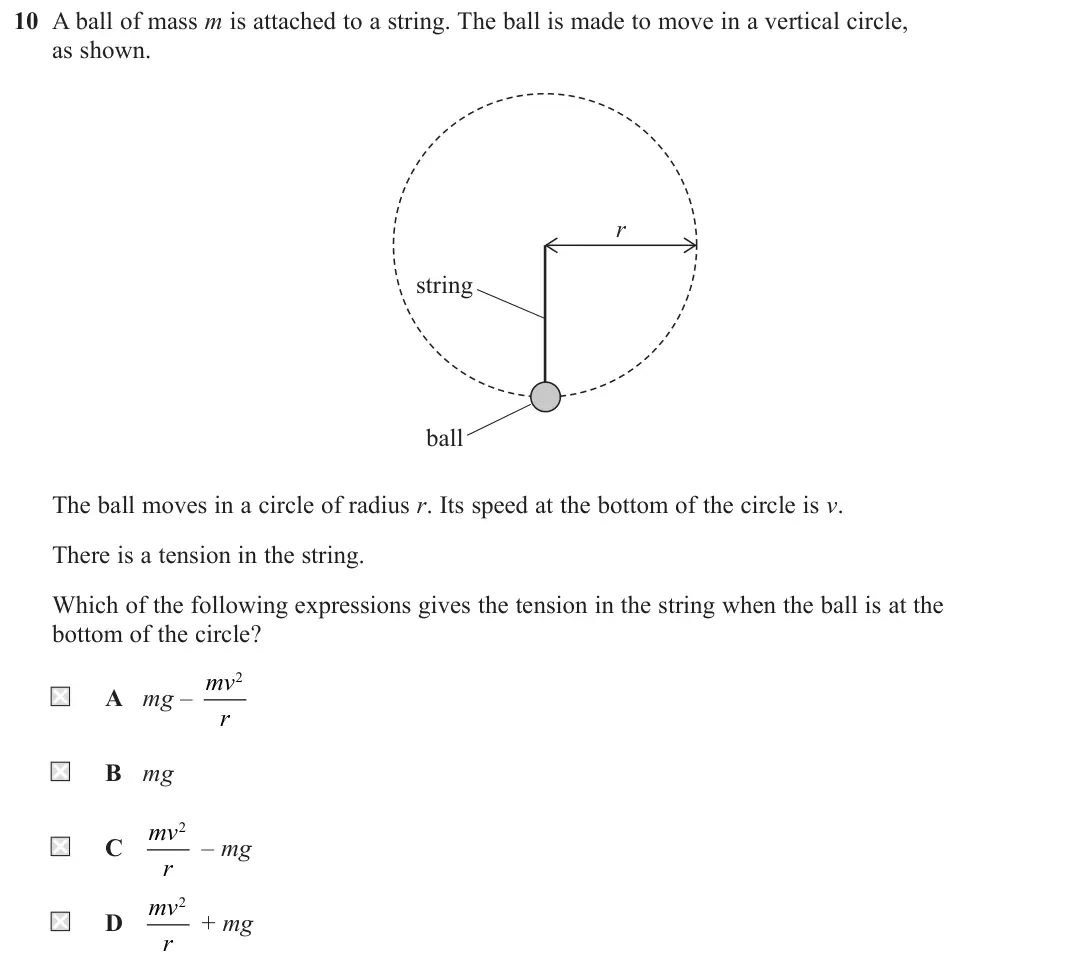 10 A ball of mass m is attached to a string. The ball is made to move in a vertical circle,
as shown.
r
string
ball
The ball moves in a circle of radius r. Its speed at the bottom of the circle is v.
There is a tension in the string.
Which of the following expressions gives the tension in the string when the ball is at the
bottom of the circle?
A mg – mv²/r
B mg
C mv²/r – mg
D mv²/r + mg